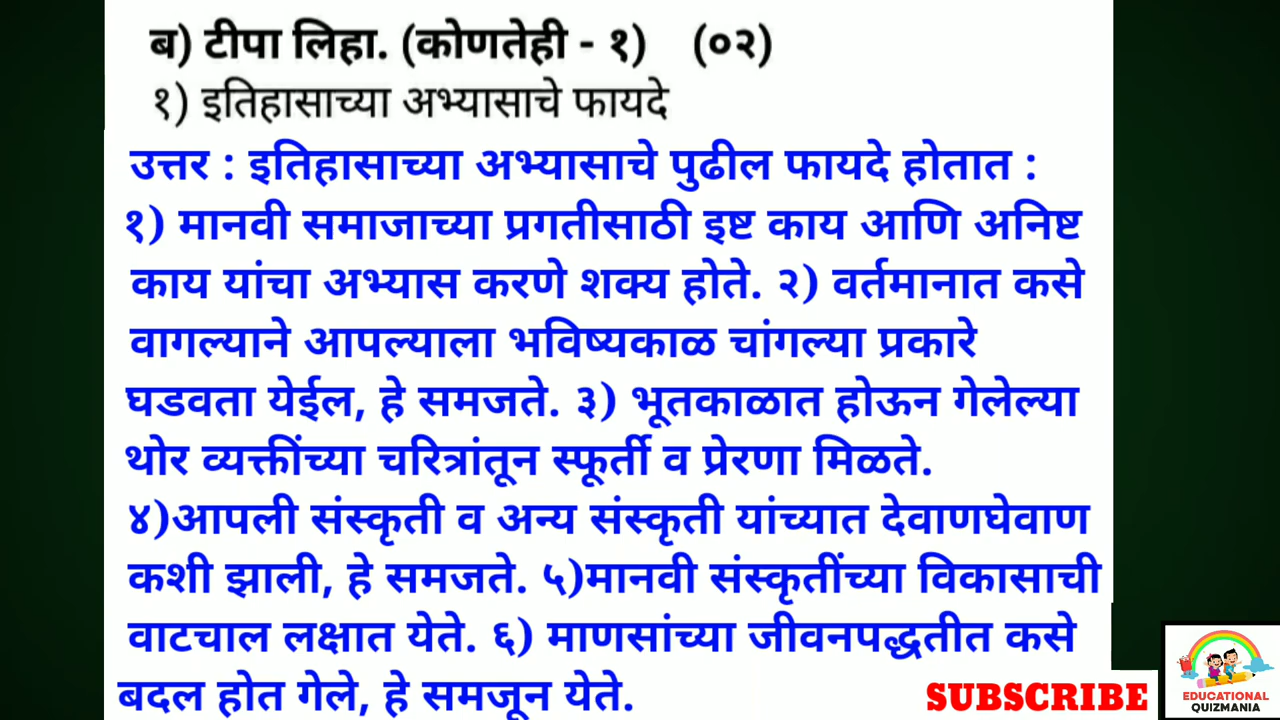 ब) टीपा लिहा. (कोणतेही - १) (०२)
१) इतिहासाच्या अभ्यासाचे फायदे
उत्तर : इतिहासाच्या अभ्यासाचे पुढील फायदे होतात :
१) मानवी समाजाच्या प्रगतीसाठी इष्ट काय आणि अनिष्ट
काय यांचा अभ्यास करणे शक्य होते. २) वर्तमानात कसे
वागल्याने आपल्याला भविष्यकाळ चांगल्या प्रकारे
घडवता येईल, हे समजते. ३) भूतकाळात होऊन गेलेल्या
थोर व्यक्तींच्या चरित्रांतून स्फूर्ती व प्रेरणा मिळते.
४)आपली संस्कृती व अन्य संस्कृती यांच्यात देवाणघेवाण
कशी झाली, हे समजते. ५)मानवी संस्कृतींच्या विकासाची
वाटचाल लक्षात येते. ६) माणसांच्या जीवनपद्धतीत कसे
बदल होत गेले, हे समजून येते.
SUBSCRIBE
EDUCATIONAL
QUIZMANIA